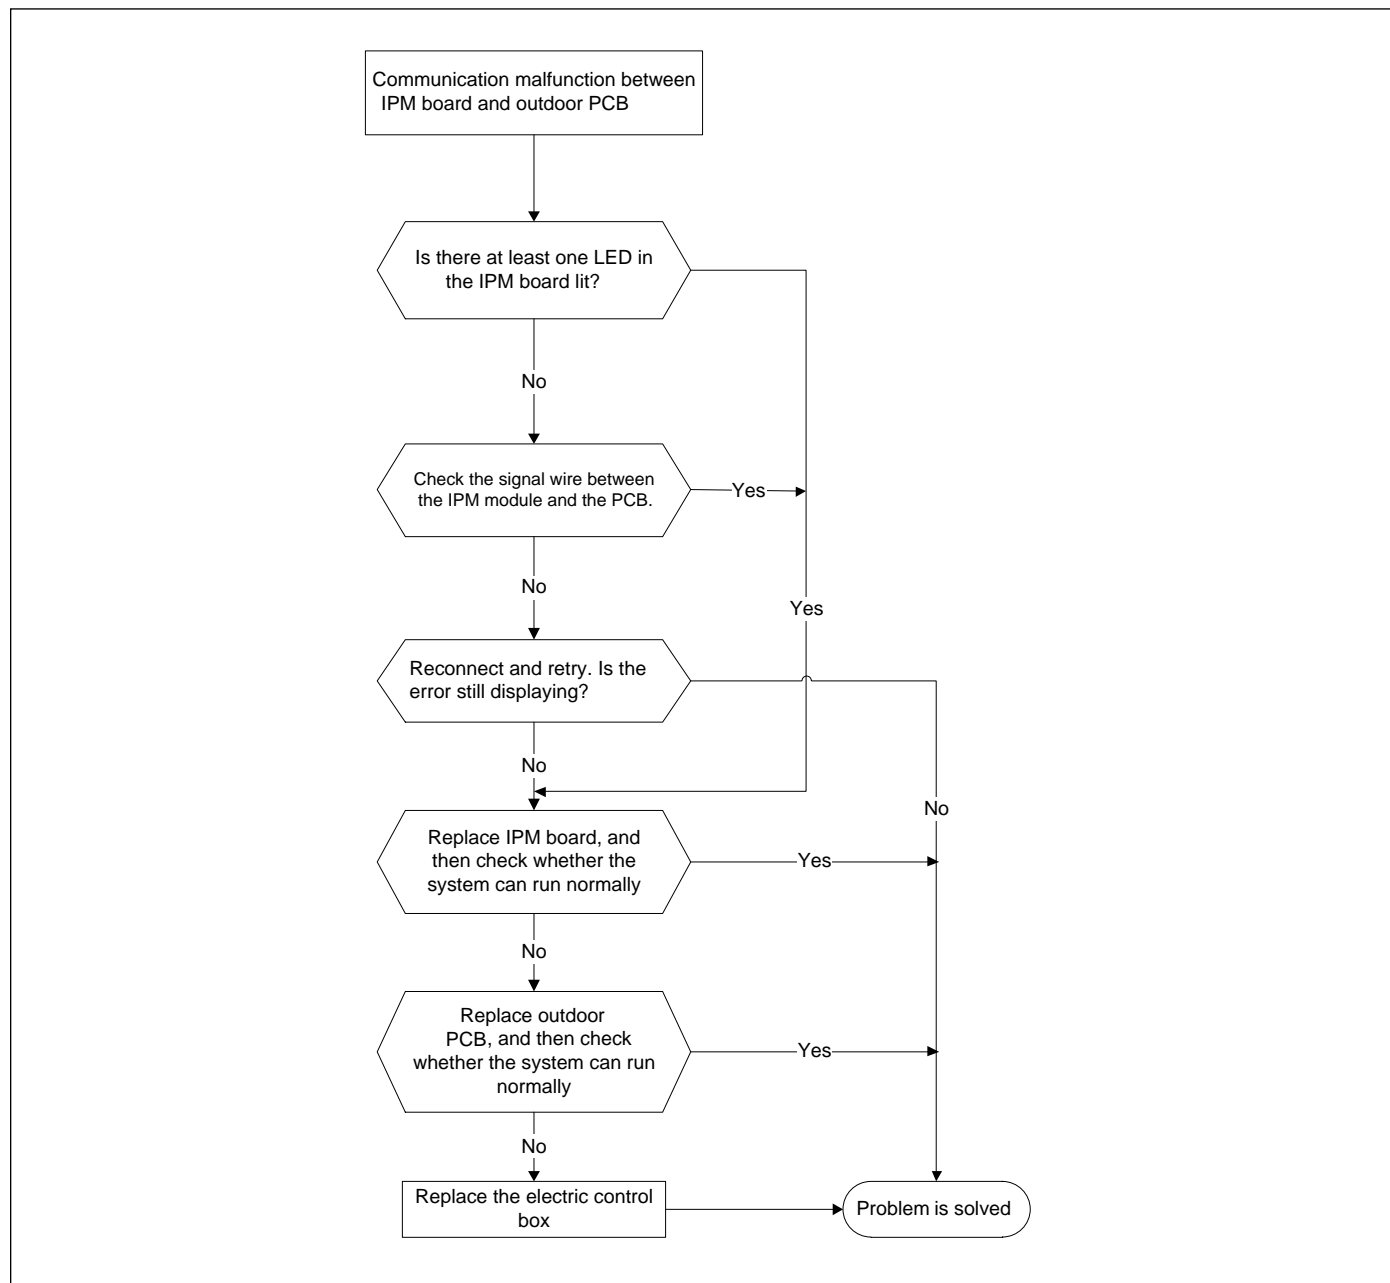 Communication malfunction between
IPM board and outdoor PCB
Is there at least one LED in
the IPM board lit?
No
Check the signal wire between
the IPM module and the PCB.
Yes
No
Yes
Reconnect and retry. Is the
error still displaying?
No
No
Replace IPM board, and
then check whether the
system can run normally
Yes
No
Replace outdoor
PCB, and then check
whether the system can run
normally
Yes
No
Replace the electric control
box
Problem is solved